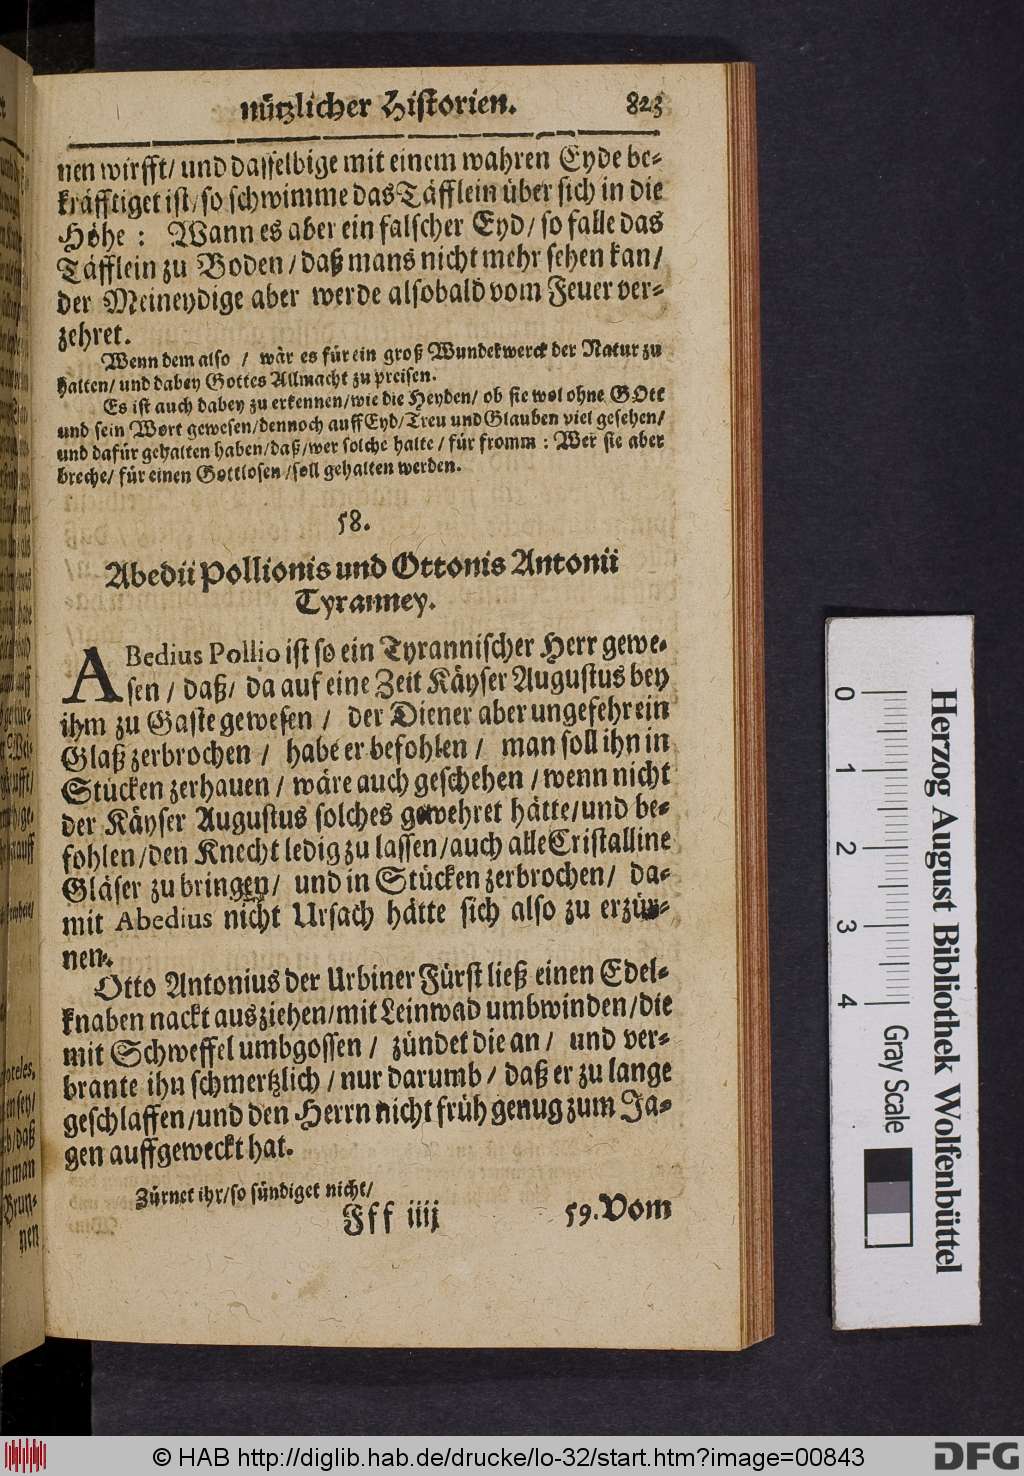 nützlicher Historien. 823
nen wirfft/ und dasselbige mit einem wahren Eyde be-
kräfftiget ist/ so schwimme das Täfflein über sich in die
Höhe: Wann es aber ein falscher Eyd/ so falle das
Täfflein zu Boden/ daß mans nicht mehr sehen kan/
der Meineydige aber werde alsobald vom Feuer ver-
zehret.
Wenn dem also / wär es für ein groß Wunderwerck der Natur zu
halten/ und dabey Gottes Allmacht zu preisen.
Es ist auch dabey zu erkennen/ wie die Heyden/ ob sie wol ohne GOtt
und sein Wort gewesen/ dennoch auff Eyd/ Treu und Glauben viel gesehen/
und dafür gehalten haben/ daß/ wer solche halte/ für fromm: Wer sie aber
breche/ für einen Gottlosen/ soll gehalten werden.
58.
Abedii Pollionis und Ottonis Antonii
Tyranney.
ABedius Pollio ist so ein Tyrannischer Herr gewe-
sen/ daß/ da auf eine Zeit Käyser Augustus bey
ihm zu Gaste gewesen/ der Diener aber ungefehr ein
Glaß zerbrochen/ habe er befohlen/ man soll ihn in
Stücken zerhauen/ wäre auch geschehen/ wenn nicht
der Käyser Augustus solches gewehret hätte/ und be-
fohlen/ den Knecht ledig zu lassen/ auch alle Cristalline
Gläser zu bringen/ und in Stücken zerbrochen/ da-
mit Abedius nicht Ursach hätte sich also zu erzür-
nen.
Otto Antonius der Urbiner Fürst ließ einen Edel-
knaben nackt ausziehen/ mit Leinwad umbwinden/ die
mit Schweffel umbgossen/ zündet die an/ und ver-
brante ihn schmertzlich/ nur darumb/ daß er zu lange
geschlaffen/ und den Herrn nicht früh genug zum Ja-
gen auffgeweckt hat.
Zürnet ihr/ so sündiget nicht/
Fff iiij 59. Vom
0 1 2 3 4
Gray Scale
Herzog August Bibliothek Wolfenbüttel
© HAB http://diglib.hab.de/drucke/lo-32/start.htm?image=00843
DFG